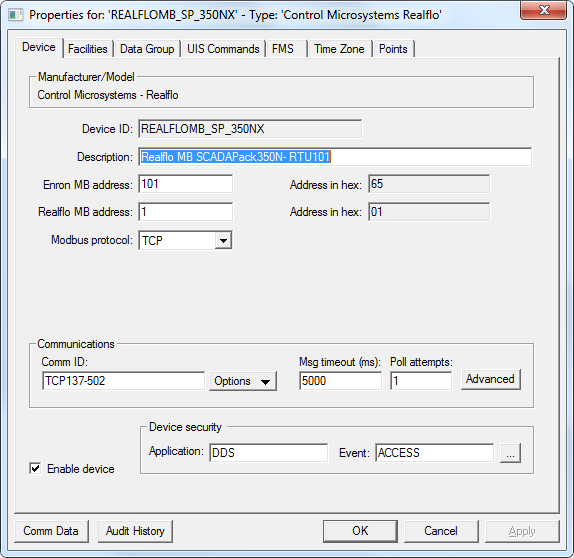 Properties for: 'REALFLOMB_SP_350NX' - Type: 'Control Microsystems Realflo'
Device Facilities Data Group UIS Commands FMS Time Zone Points
Manufacturer/Model
Control Microsystems - Realflo
Device ID: REALFLOMB_SP_350NX
Description: Realflo MB SCADAPack350N- RTU101
Enron MB address: 101 Address in hex: 65
Realflo MB address: 1 Address in hex: 01
Modbus protocol: TCP
Communications
Comm ID: Msg timeout (ms): Poll attempts:
TCP137-502 Options 5000 1 Advanced
Device security
Application: DDS Event: ACCESS ...
Enable device
Comm Data Audit History OK Cancel Apply